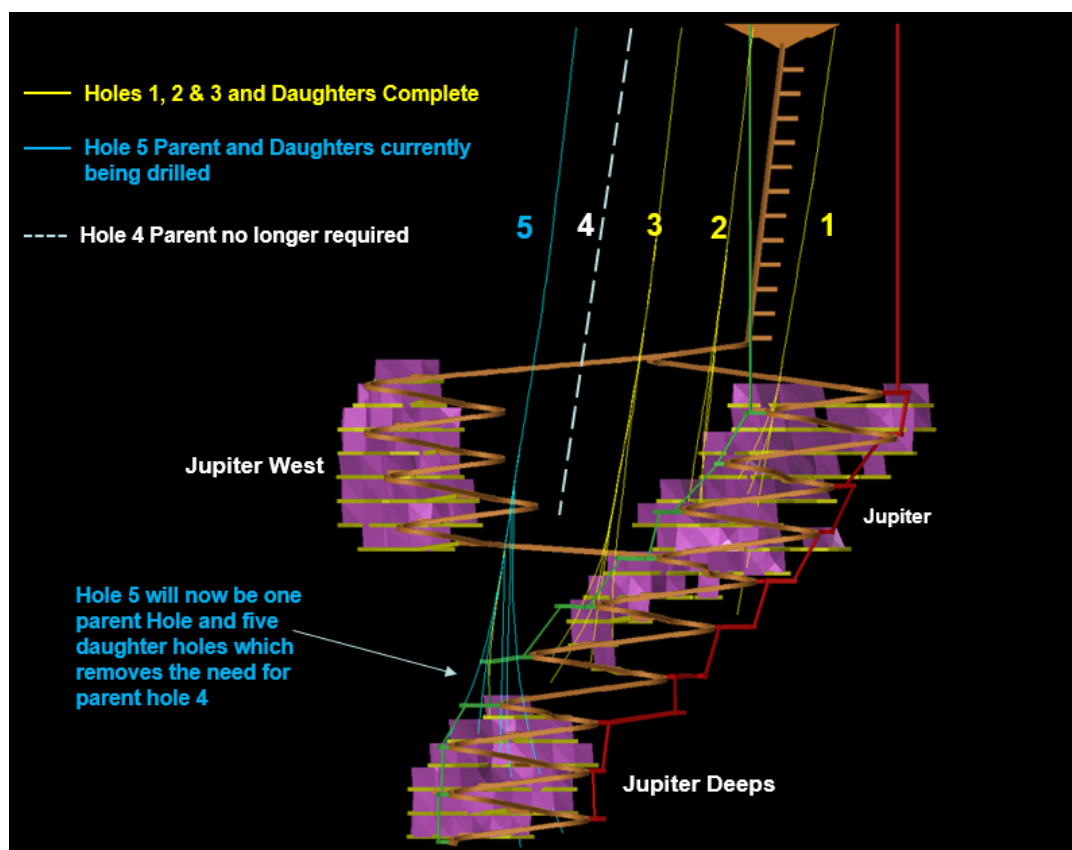 Holes 1, 2 & 3 and Daughters Complete
Hole 5 Parent and Daughters currently
being drilled
Hole 4 Parent no longer required
5
4
3
2
1
Jupiter West
Jupiter
Hole 5 will now be one
parent Hole and five
daughter holes which
removes the need for
parent hole 4
Jupiter Deeps